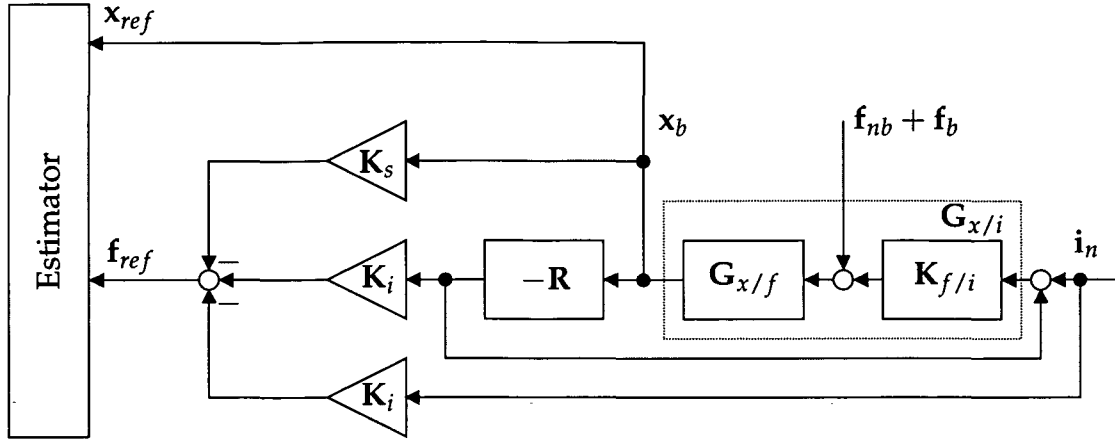 x_ref
x_b
f_nb + f_b
K_s
G_x/i
i_n
Estimator
f_ref
−
K_i
−R
G_x/f
K_f/i
−
K_i